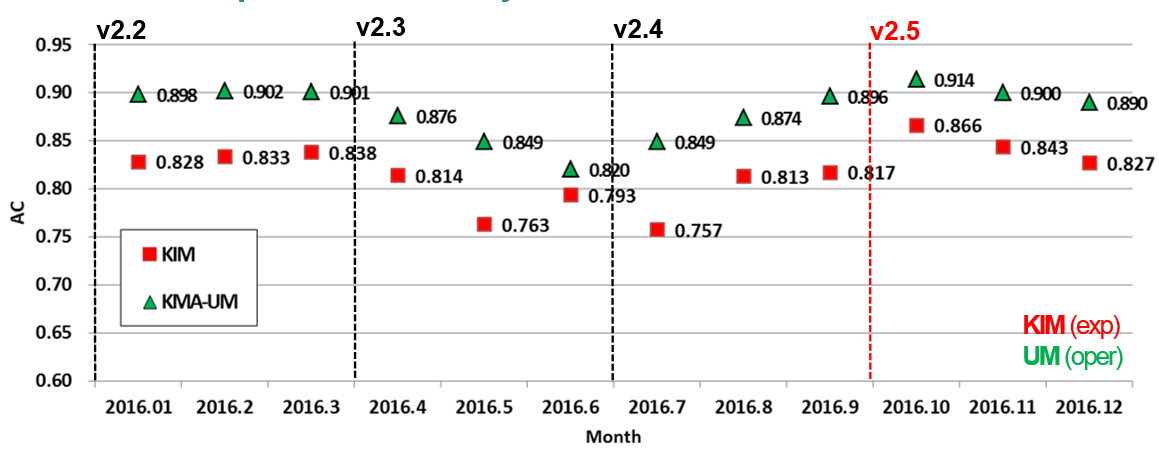 v2.2 v2.3 v2.4 v2.5
0.95
0.90
0.85
0.80
0.75
0.70
0.65
0.60
AC
0.898 0.902 0.901 0.876 0.849 0.820 0.849 0.874 0.896 0.914 0.900 0.890
0.828 0.833 0.838 0.814 0.763 0.793 0.757 0.813 0.817 0.866 0.843 0.827
KIM
KMA-UM
KIM (exp)
UM (oper)
2016.01 2016.2 2016.3 2016.4 2016.5 2016.6 2016.7 2016.8 2016.9 2016.10 2016.11 2016.12
Month